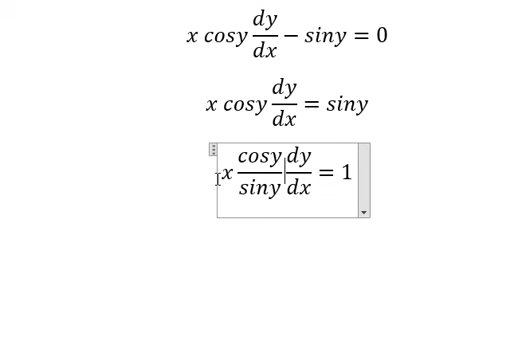 x cosy dy/dx − siny = 0
x cosy dy/dx = siny
x cosy/siny dy/dx = 1